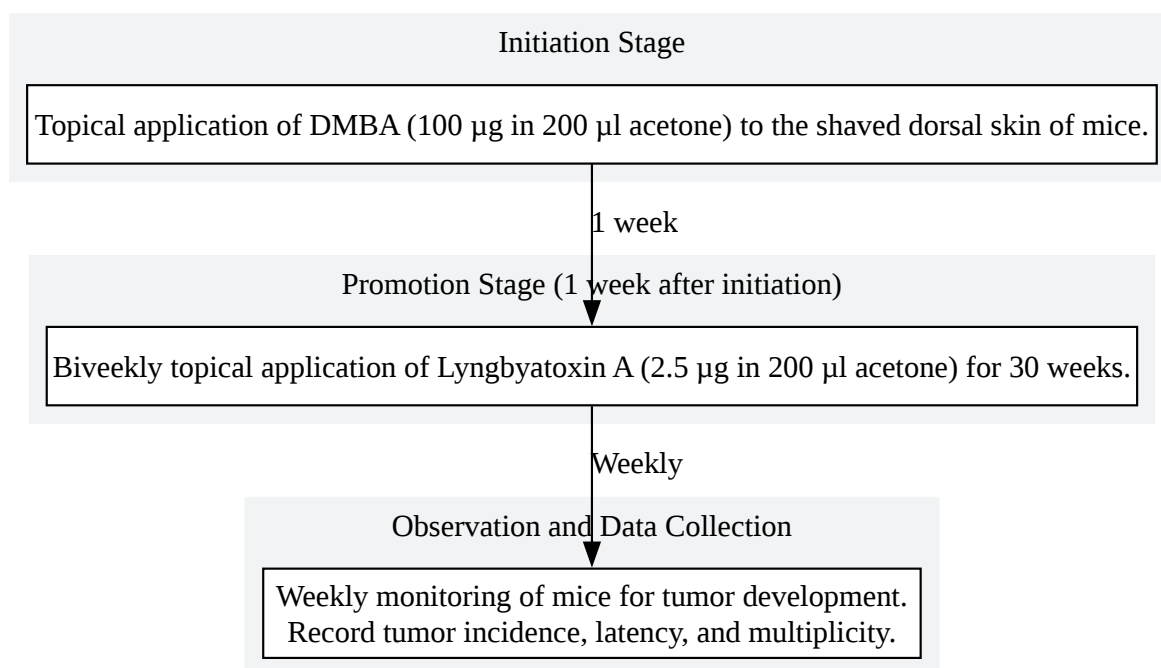 Initiation Stage
Topical application of DMBA (100 µg in 200 µl acetone) to the shaved dorsal skin of mice.
1 week
Promotion Stage (1 week after initiation)
Biveekly topical application of Lyngbyatoxin A (2.5 µg in 200 µl acetone) for 30 weeks.
Weekly
Observation and Data Collection
Weekly monitoring of mice for tumor development.
Record tumor incidence, latency, and multiplicity.